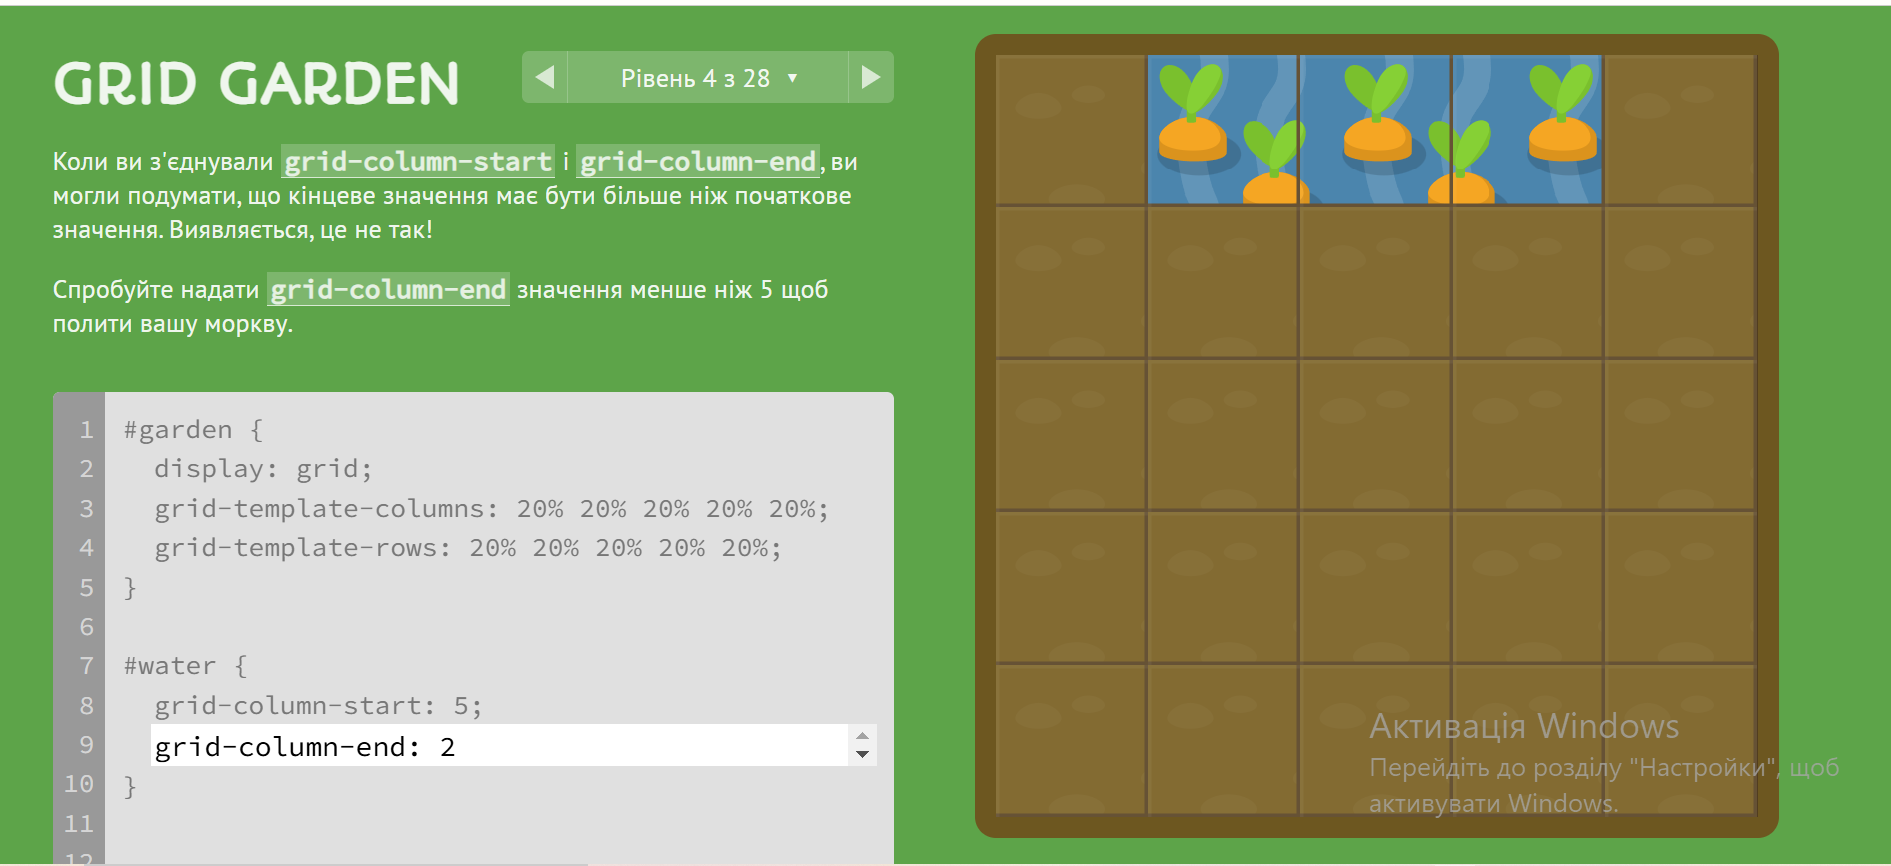 GRID GARDEN
Рівень 4 з 28 ▼
Коли ви з'єднували grid-column-start і grid-column-end, ви
могли подумати, що кінцеве значення має бути більше ніж початкове
значення. Виявляється, це не так!
Спробуйте надати grid-column-end значення менше ніж 5 щоб
полити вашу моркву.
1 #garden {
2 display: grid;
3 grid-template-columns: 20% 20% 20% 20% 20%;
4 grid-template-rows: 20% 20% 20% 20% 20%;
5 }
6
7 #water {
8 grid-column-start: 5;
9 grid-column-end: 2
10 }
11
12
Активація Windows
Перейдіть до розділу "Настройки", щоб
активувати Windows.